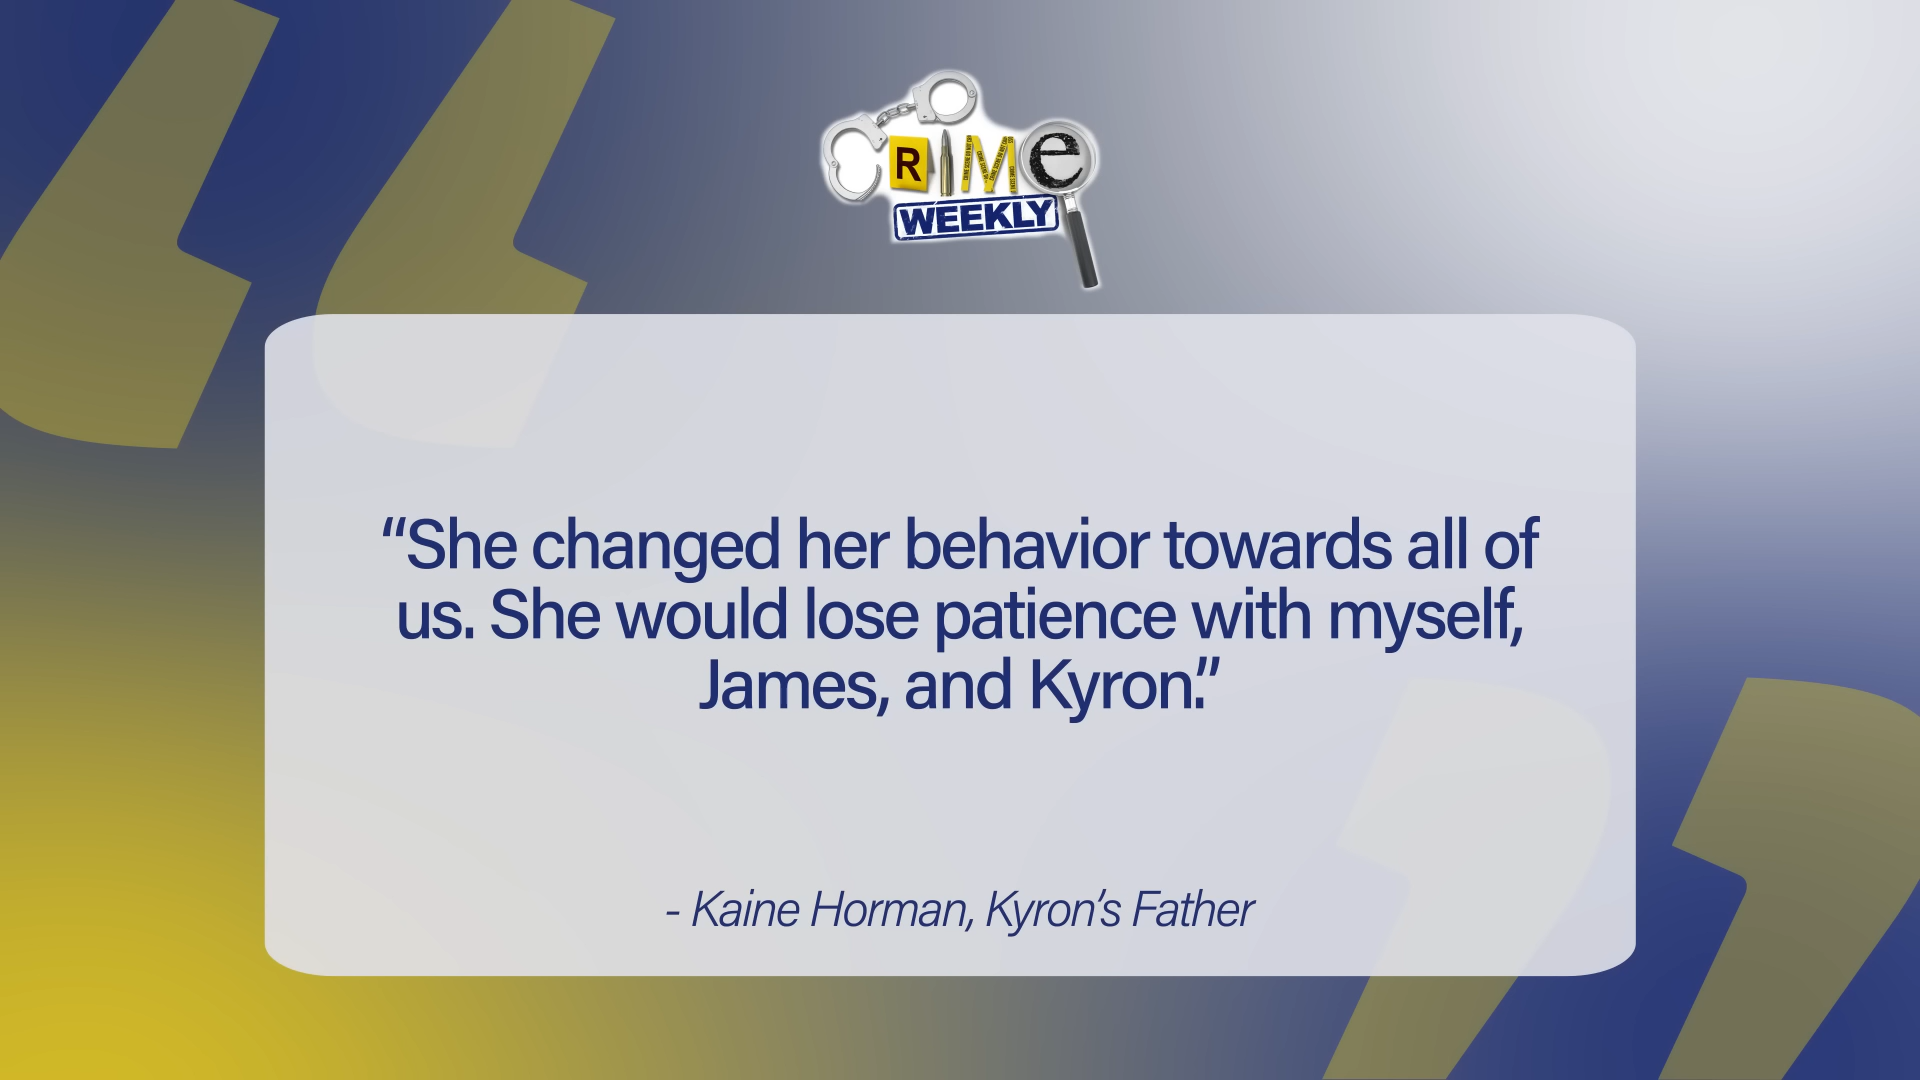 CRIMe
WEEKLY
“She changed her behavior towards all of
us. She would lose patience with myself,
James, and Kyron.”
- Kaine Horman, Kyron’s Father